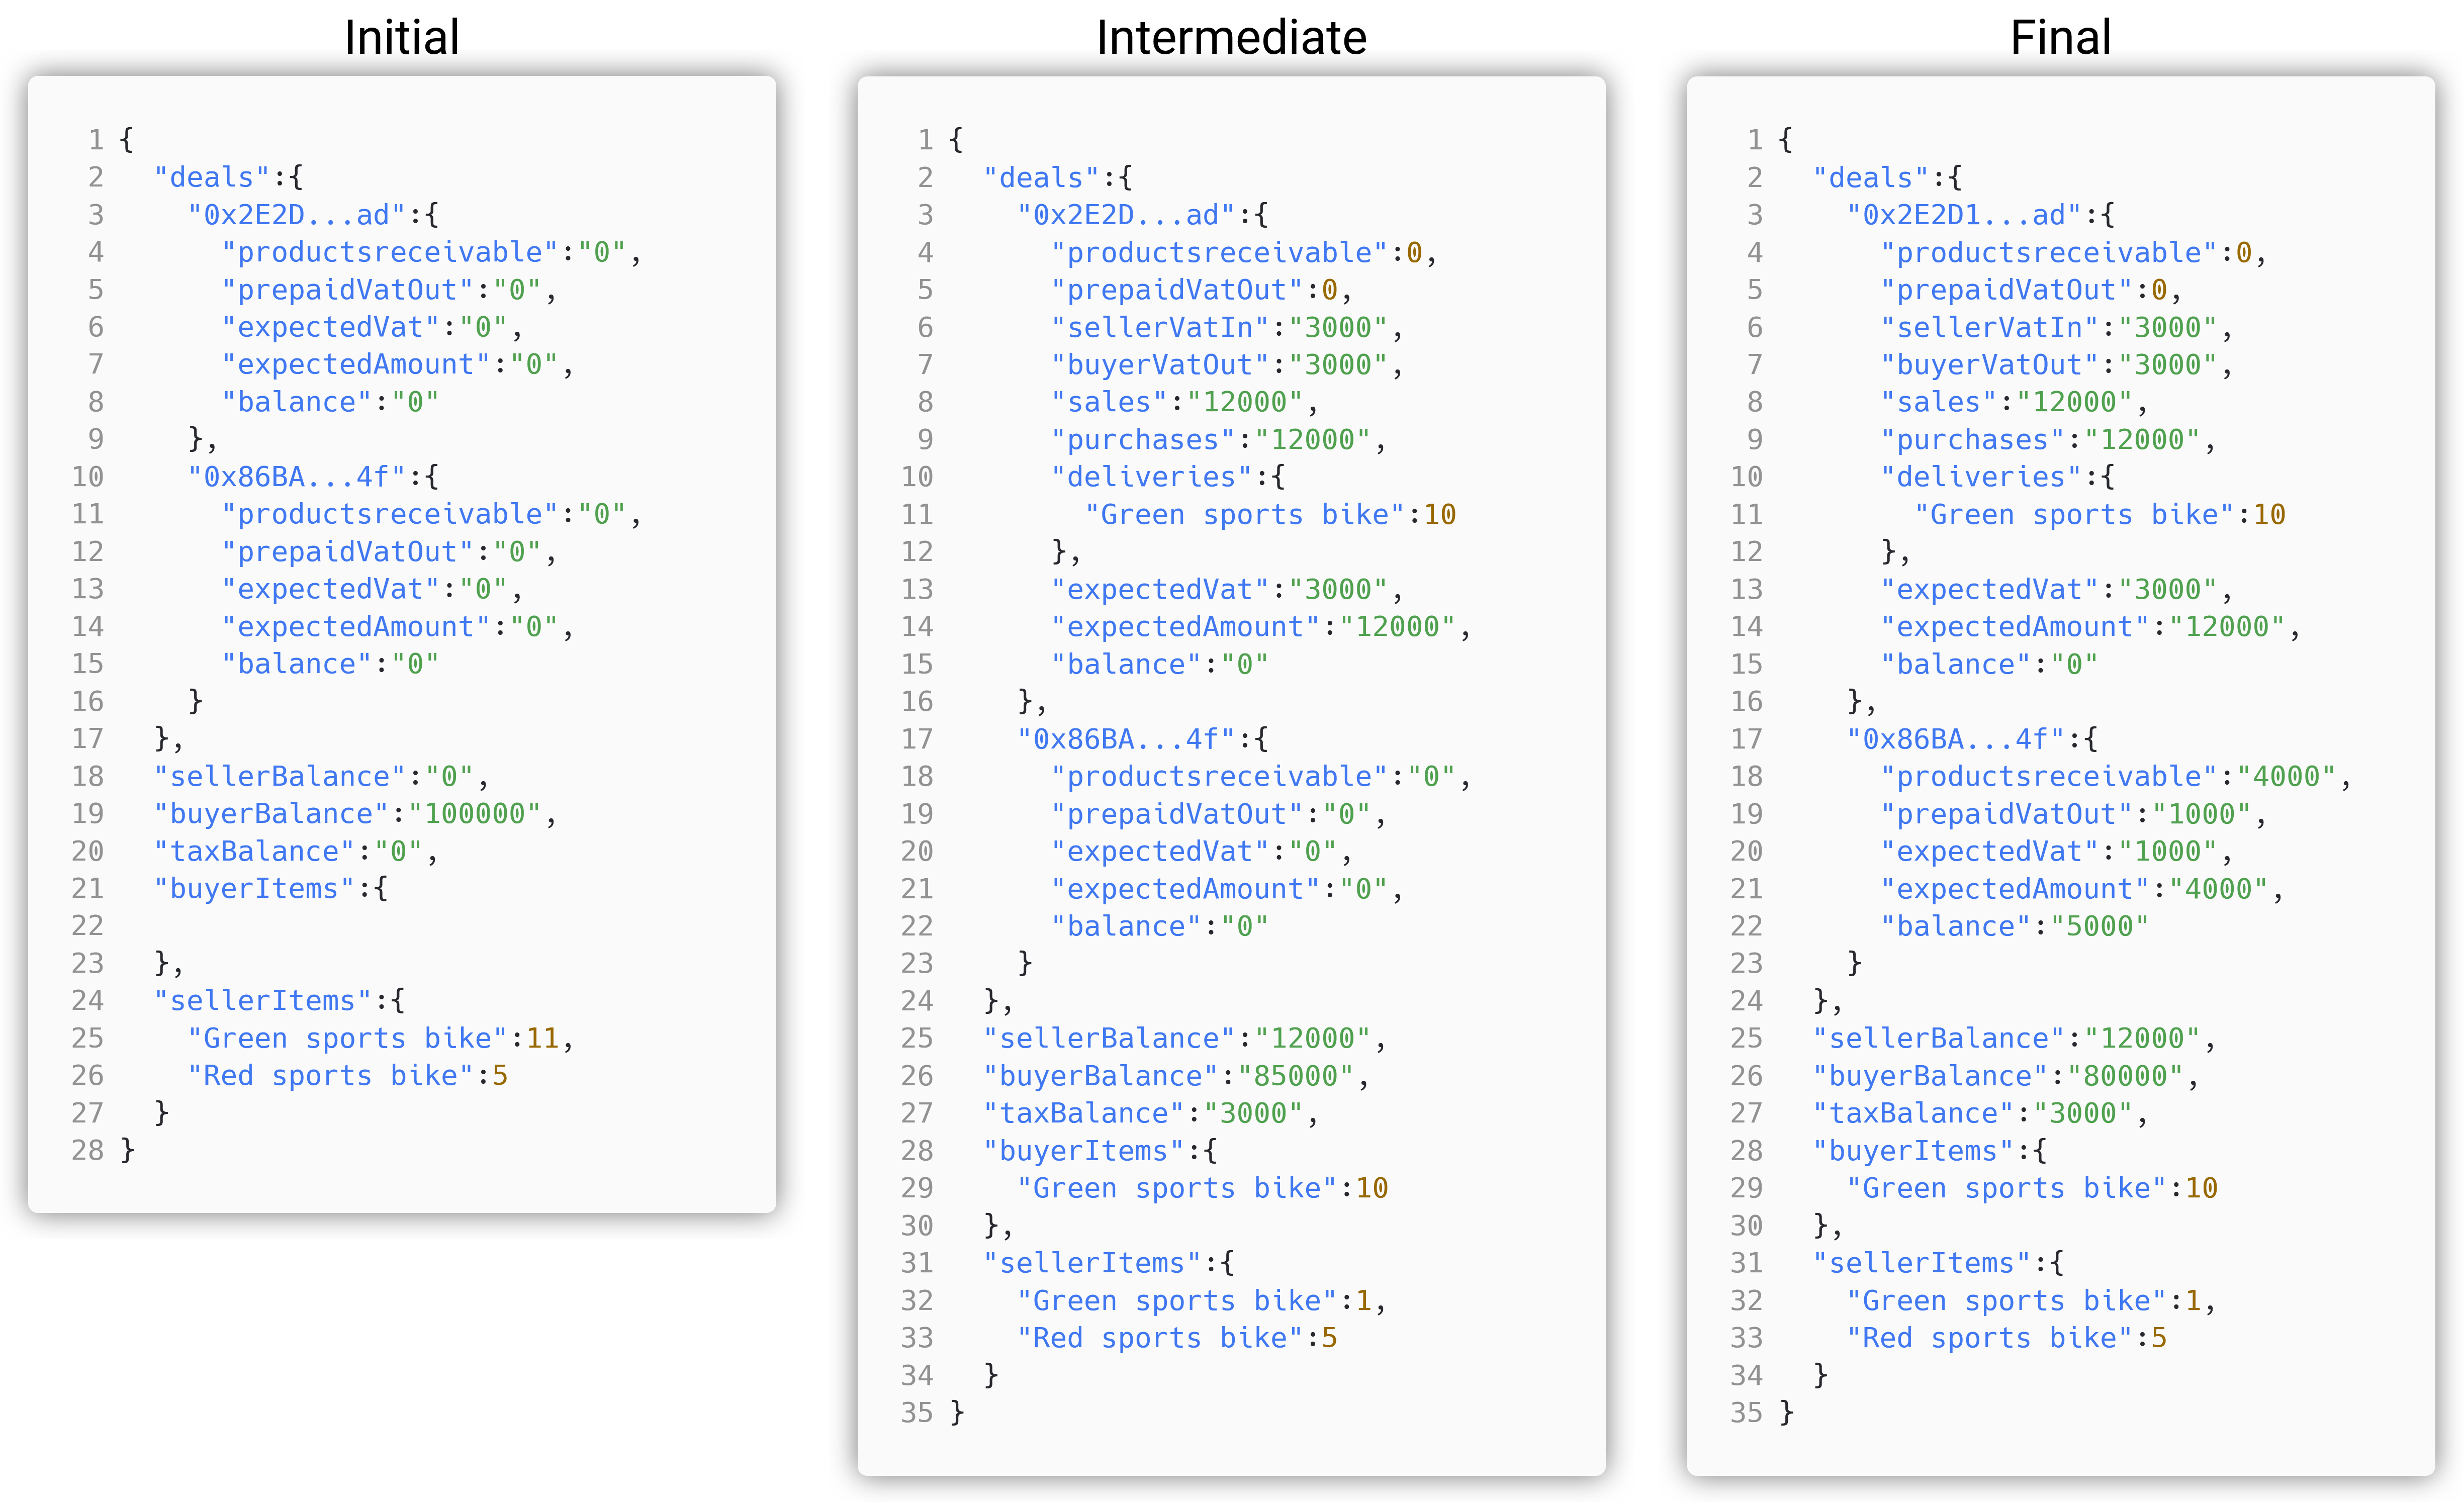 Initial
1 {
2   "deals":{
3     "0x2E2D...ad":{
4       "productsreceivable":"0",
5       "prepaidVatOut":"0",
6       "expectedVat":"0",
7       "expectedAmount":"0",
8       "balance":"0"
9     },
10     "0x86BA...4f":{
11       "productsreceivable":"0",
12       "prepaidVatOut":"0",
13       "expectedVat":"0",
14       "expectedAmount":"0",
15       "balance":"0"
16     }
17   },
18   "sellerBalance":"0",
19   "buyerBalance":"100000",
20   "taxBalance":"0",
21   "buyerItems":{
22
23   },
24   "sellerItems":{
25     "Green sports bike":11,
26     "Red sports bike":5
27   }
28 }
Intermediate
1 {
2   "deals":{
3     "0x2E2D...ad":{
4       "productsreceivable":0,
5       "prepaidVatOut":0,
6       "sellerVatIn":"3000",
7       "buyerVatOut":"3000",
8       "sales":"12000",
9       "purchases":"12000",
10       "deliveries":{
11         "Green sports bike":10
12       },
13       "expectedVat":"3000",
14       "expectedAmount":"12000",
15       "balance":"0"
16     },
17     "0x86BA...4f":{
18       "productsreceivable":"0",
19       "prepaidVatOut":"0",
20       "expectedVat":"0",
21       "expectedAmount":"0",
22       "balance":"0"
23     }
24   },
25   "sellerBalance":"12000",
26   "buyerBalance":"85000",
27   "taxBalance":"3000",
28   "buyerItems":{
29     "Green sports bike":10
30   },
31   "sellerItems":{
32     "Green sports bike":1,
33     "Red sports bike":5
34   }
35 }
Final
1 {
2   "deals":{
3     "0x2E2D1...ad":{
4       "productsreceivable":0,
5       "prepaidVatOut":0,
6       "sellerVatIn":"3000",
7       "buyerVatOut":"3000",
8       "sales":"12000",
9       "purchases":"12000",
10       "deliveries":{
11         "Green sports bike":10
12       },
13       "expectedVat":"3000",
14       "expectedAmount":"12000",
15       "balance":"0"
16     },
17     "0x86BA...4f":{
18       "productsreceivable":"4000",
19       "prepaidVatOut":"1000",
20       "expectedVat":"1000",
21       "expectedAmount":"4000",
22       "balance":"5000"
23     }
24   },
25   "sellerBalance":"12000",
26   "buyerBalance":"80000",
27   "taxBalance":"3000",
28   "buyerItems":{
29     "Green sports bike":10
30   },
31   "sellerItems":{
32     "Green sports bike":1,
33     "Red sports bike":5
34   }
35 }